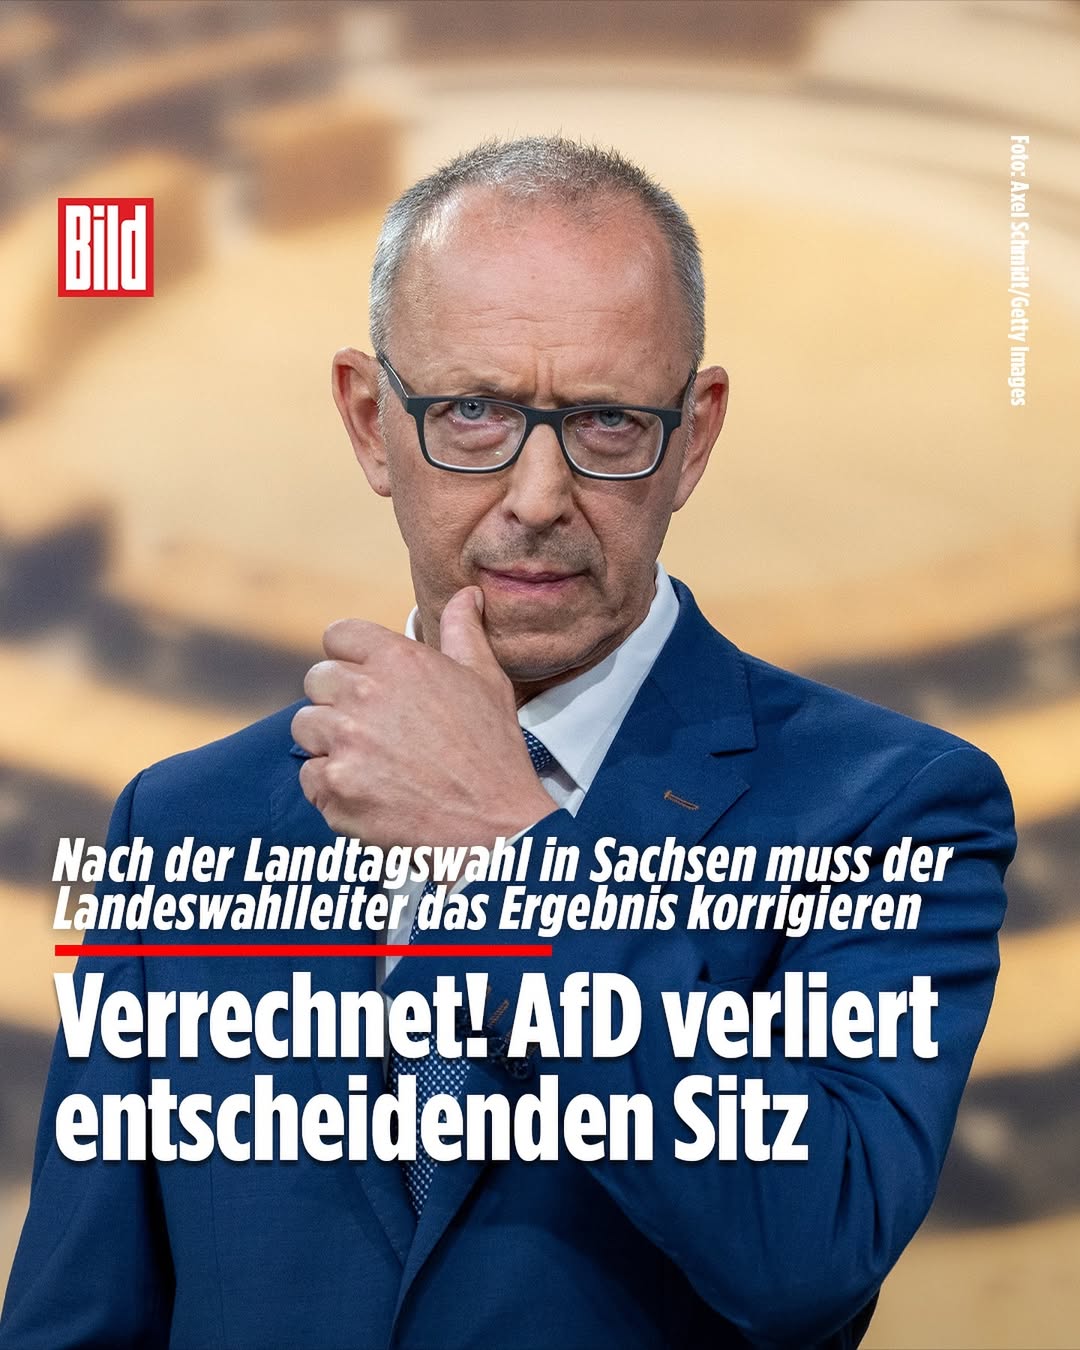 Bild
Foto: Axel Schmidt/Getty Images
Nach der Landtagswahl in Sachsen muss der
Landeswahlleiter das Ergebnis korrigieren
Verrechnet! AfD verliert
entscheidenden Sitz